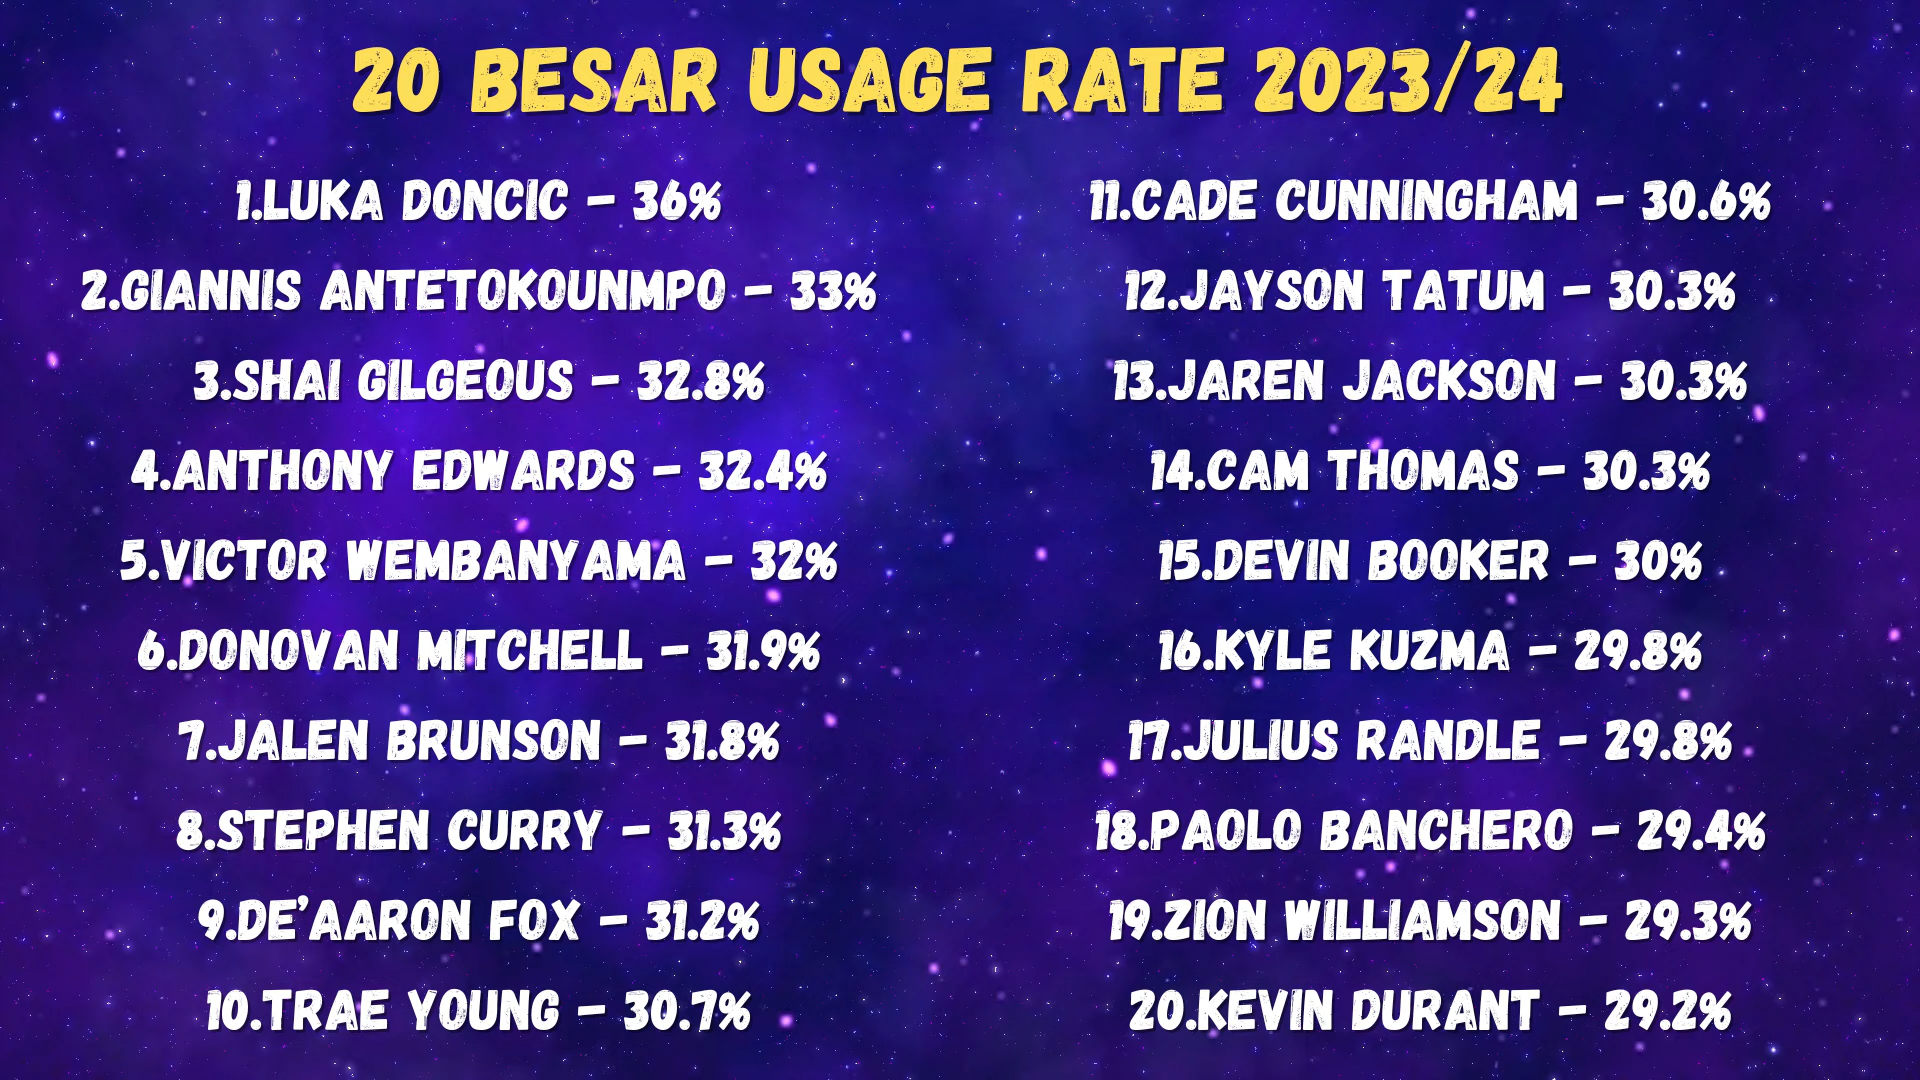 20 BESAR USAGE RATE 2023/24
1.LUKA DONCIC – 36%
2.GIANNIS ANTETOKOUNMPO – 33%
3.SHAI GILGEOUS – 32.8%
4.ANTHONY EDWARDS – 32.4%
5.VICTOR WEMBANYAMA – 32%
6.DONOVAN MITCHELL – 31.9%
7.JALEN BRUNSON – 31.8%
8.STEPHEN CURRY – 31.3%
9.DE’AARON FOX – 31.2%
10.TRAE YOUNG – 30.7%
11.CADE CUNNINGHAM – 30.6%
12.JAYSON TATUM – 30.3%
13.JAREN JACKSON – 30.3%
14.CAM THOMAS – 30.3%
15.DEVIN BOOKER – 30%
16.KYLE KUZMA – 29.8%
17.JULIUS RANDLE – 29.8%
18.PAOLO BANCHERO – 29.4%
19.ZION WILLIAMSON – 29.3%
20.KEVIN DURANT – 29.2%